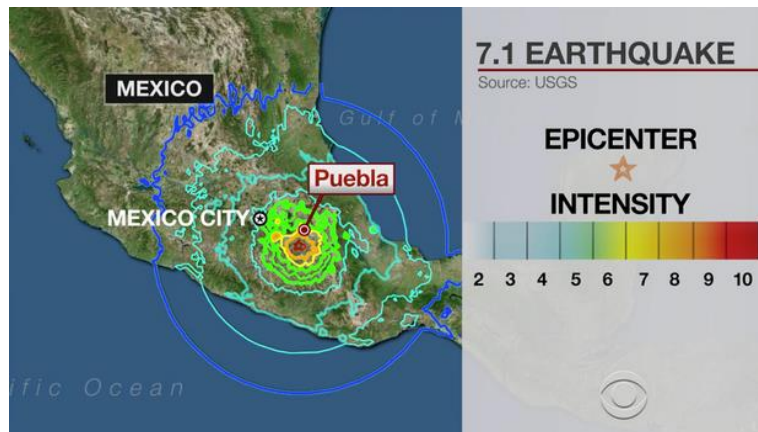 MEXICO
Gulf of M
Puebla
MEXICO CITY
ific Ocean
7.1 EARTHQUAKE
Source: USGS
EPICENTER
INTENSITY
2 3 4 5 6 7 8 9 10